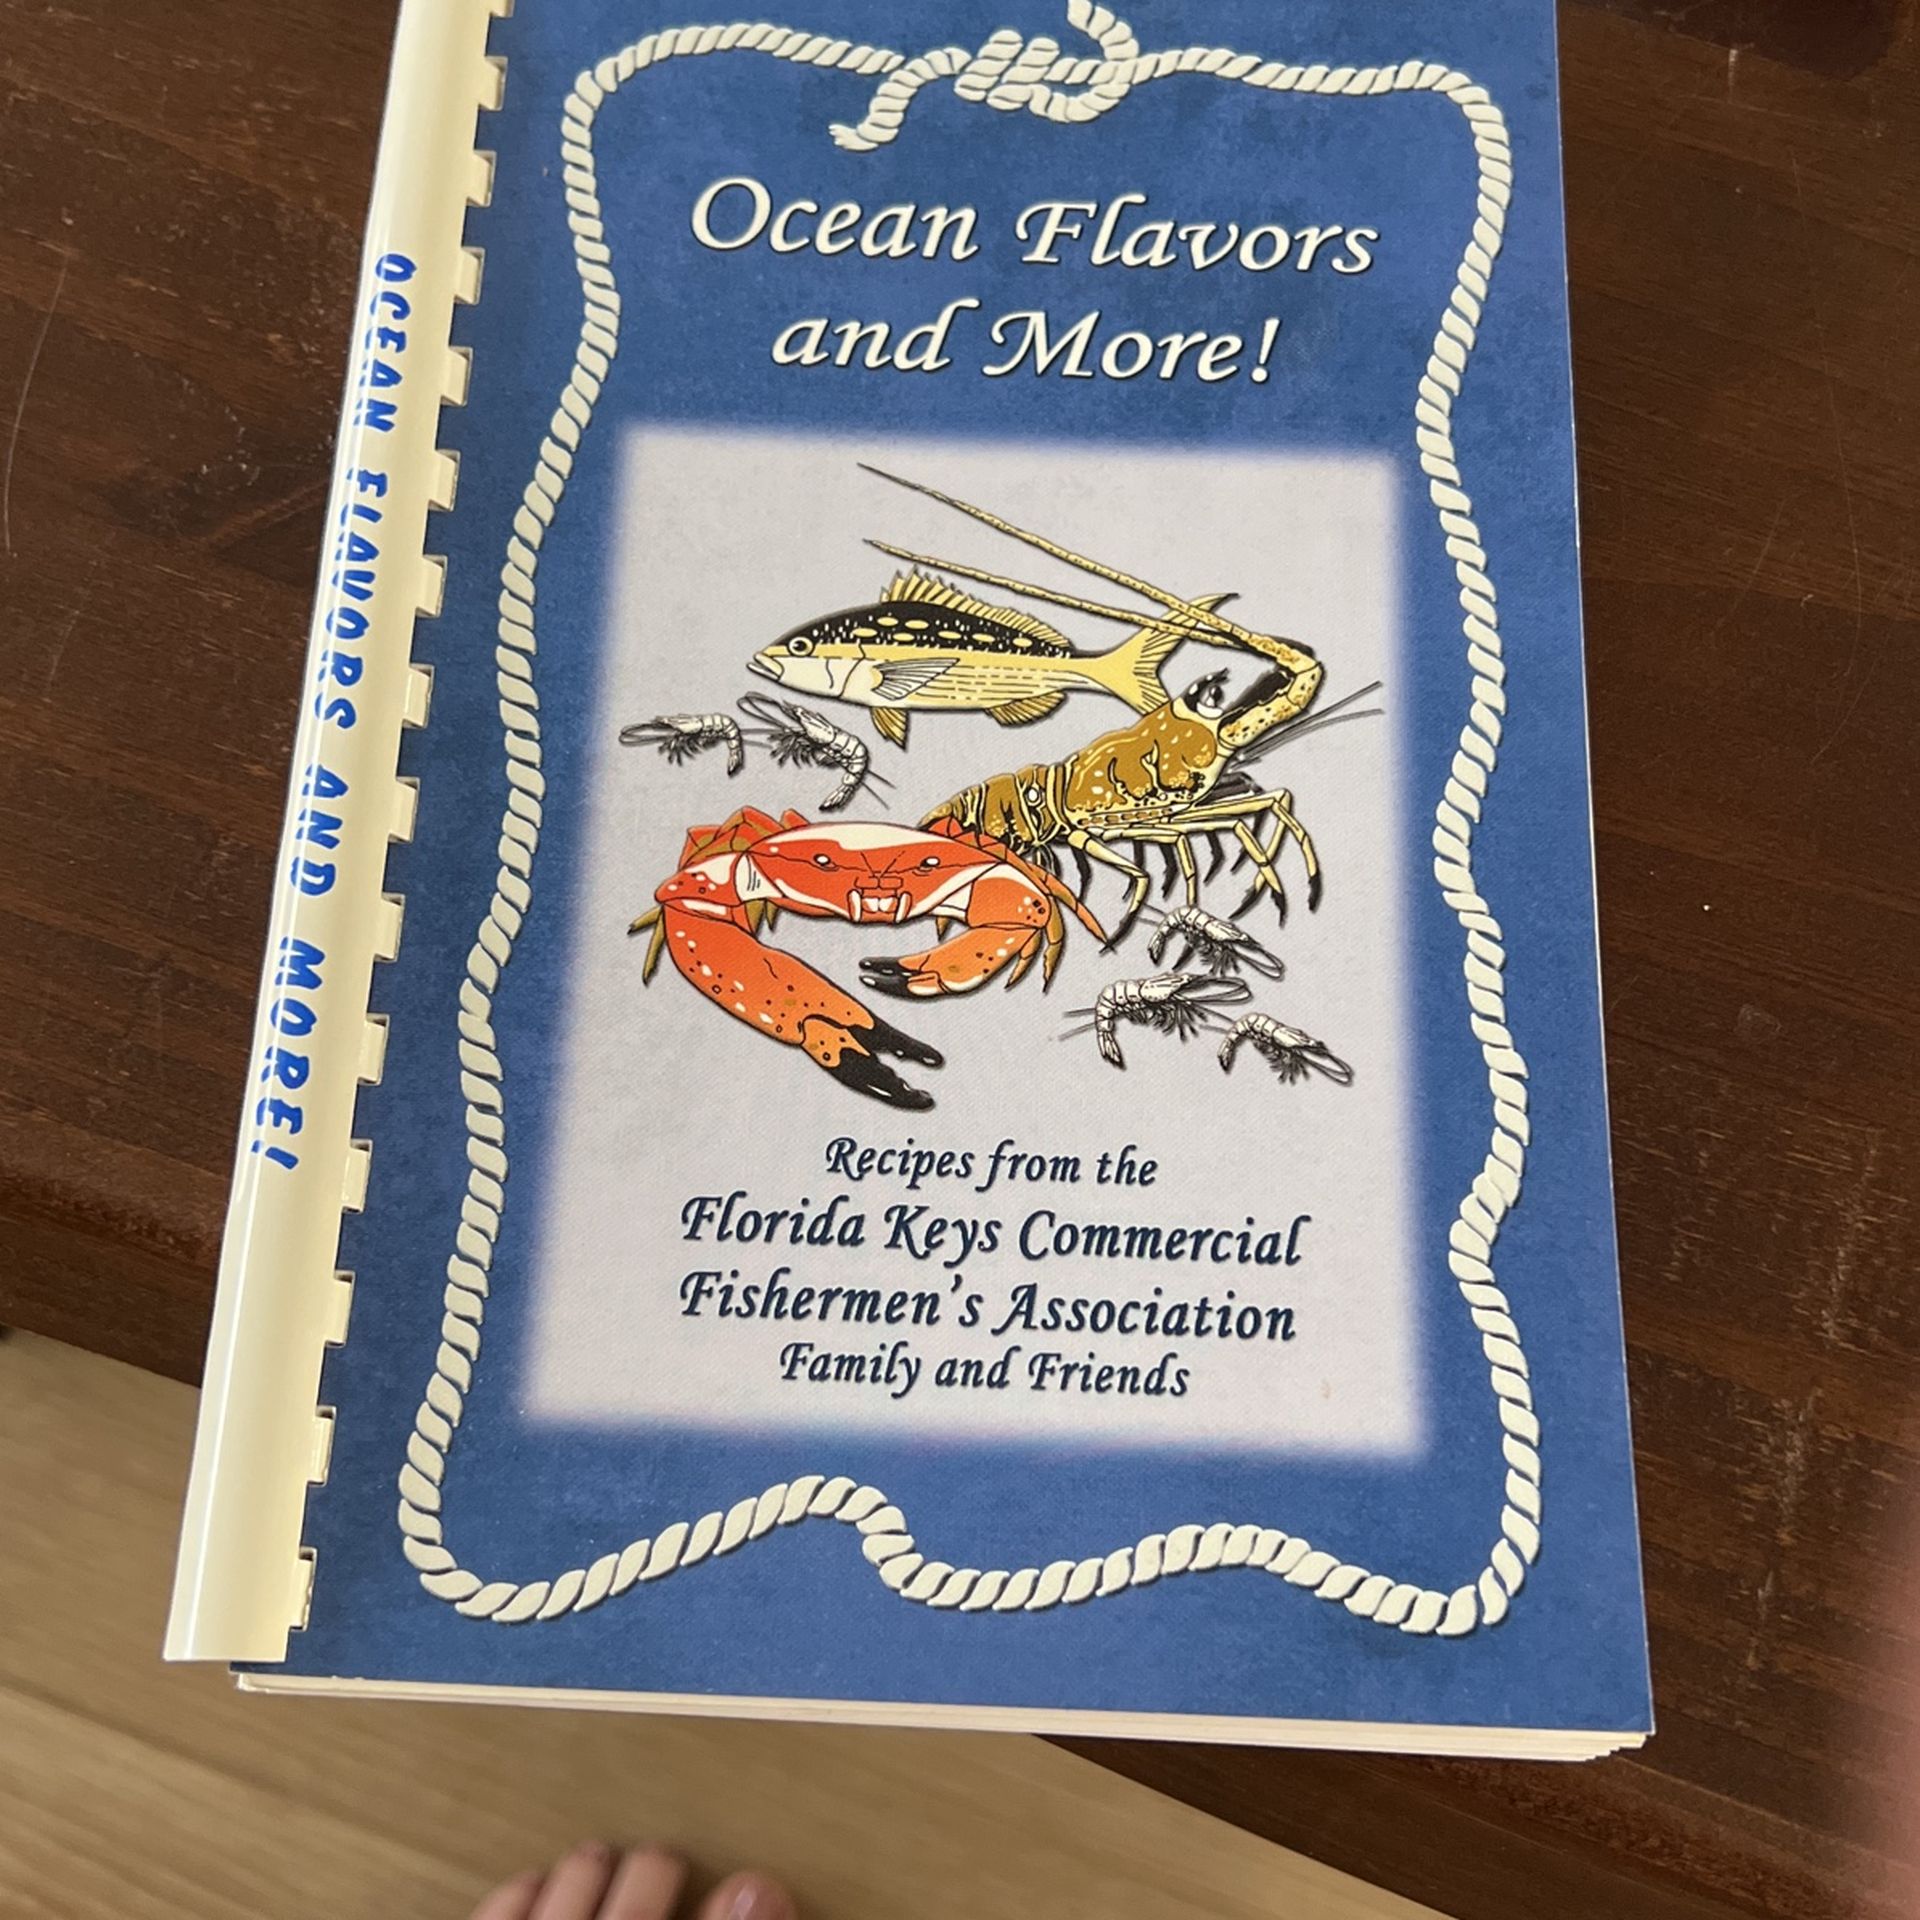 Ocean Flavors
and More!
Recipes from the
Florida Keys Commercial
Fishermen's Association
Family and Friends
OCEAN FLAVORS AND MORE!